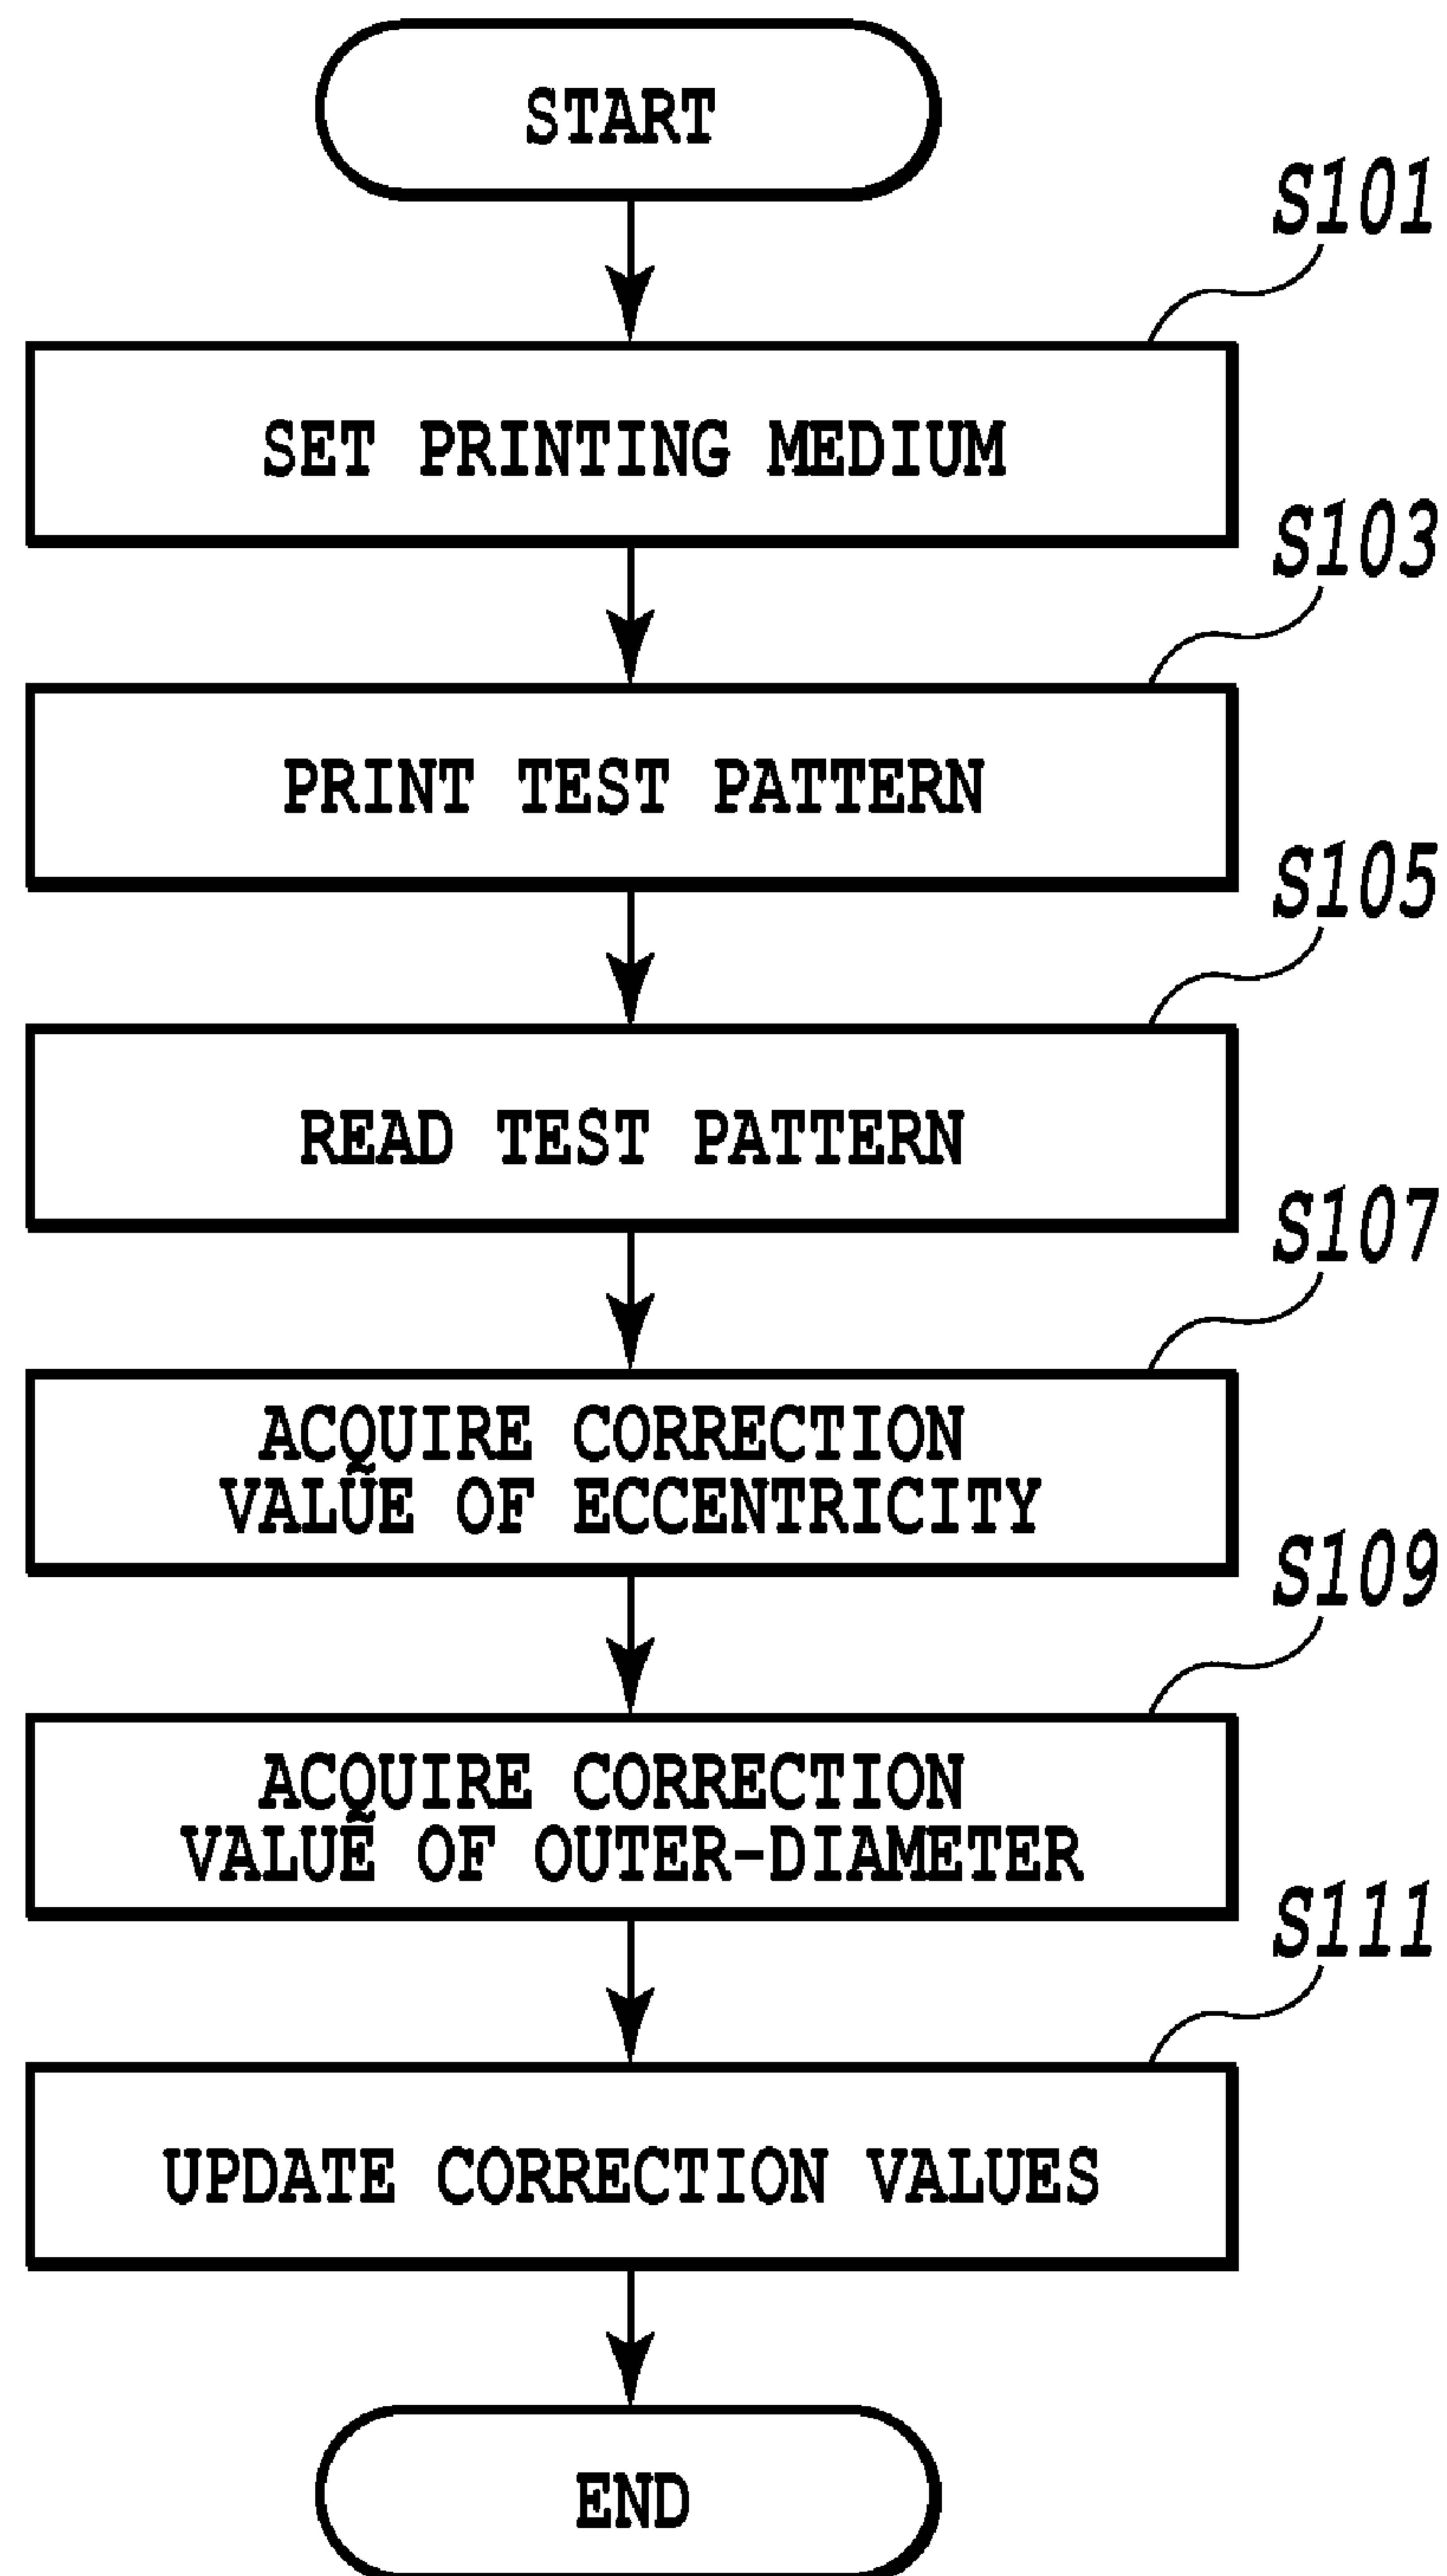 START
S101
SET PRINTING MEDIUM
S103
PRINT TEST PATTERN
S105
READ TEST PATTERN
S107
ACQUIRE CORRECTION
VALUE OF ECCENTRICITY
S109
ACQUIRE CORRECTION
VALUE OF OUTER-DIAMETER
S111
UPDATE CORRECTION VALUES
END